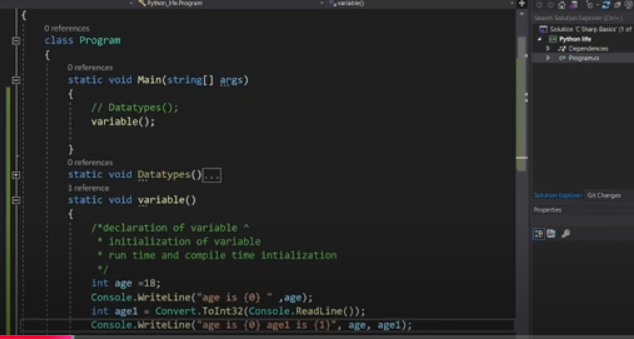 Python_life.Program
variable()
{
0 references
class Program
{
0 references
static void Main(string[] args)
{
// Datatypes();
variable();
}
0 references
static void Datatypes()...
1 reference
static void variable()
{
/*declaration of variable ^
* initialization of variable
* run time and compile time intialization
*/
int age =18;
Console.WriteLine("age is {0} " ,age);
int age1 = Convert.ToInt32(Console.ReadLine());
Console.WriteLine("age is {0} age1 is {1}", age, age1);
Search Solution Explorer (Ctrl+;)
Solution 'C Sharp Basics' (1 of
Python life
Dependencies
Program.cs
Solution Explorer Git Changes
Properties